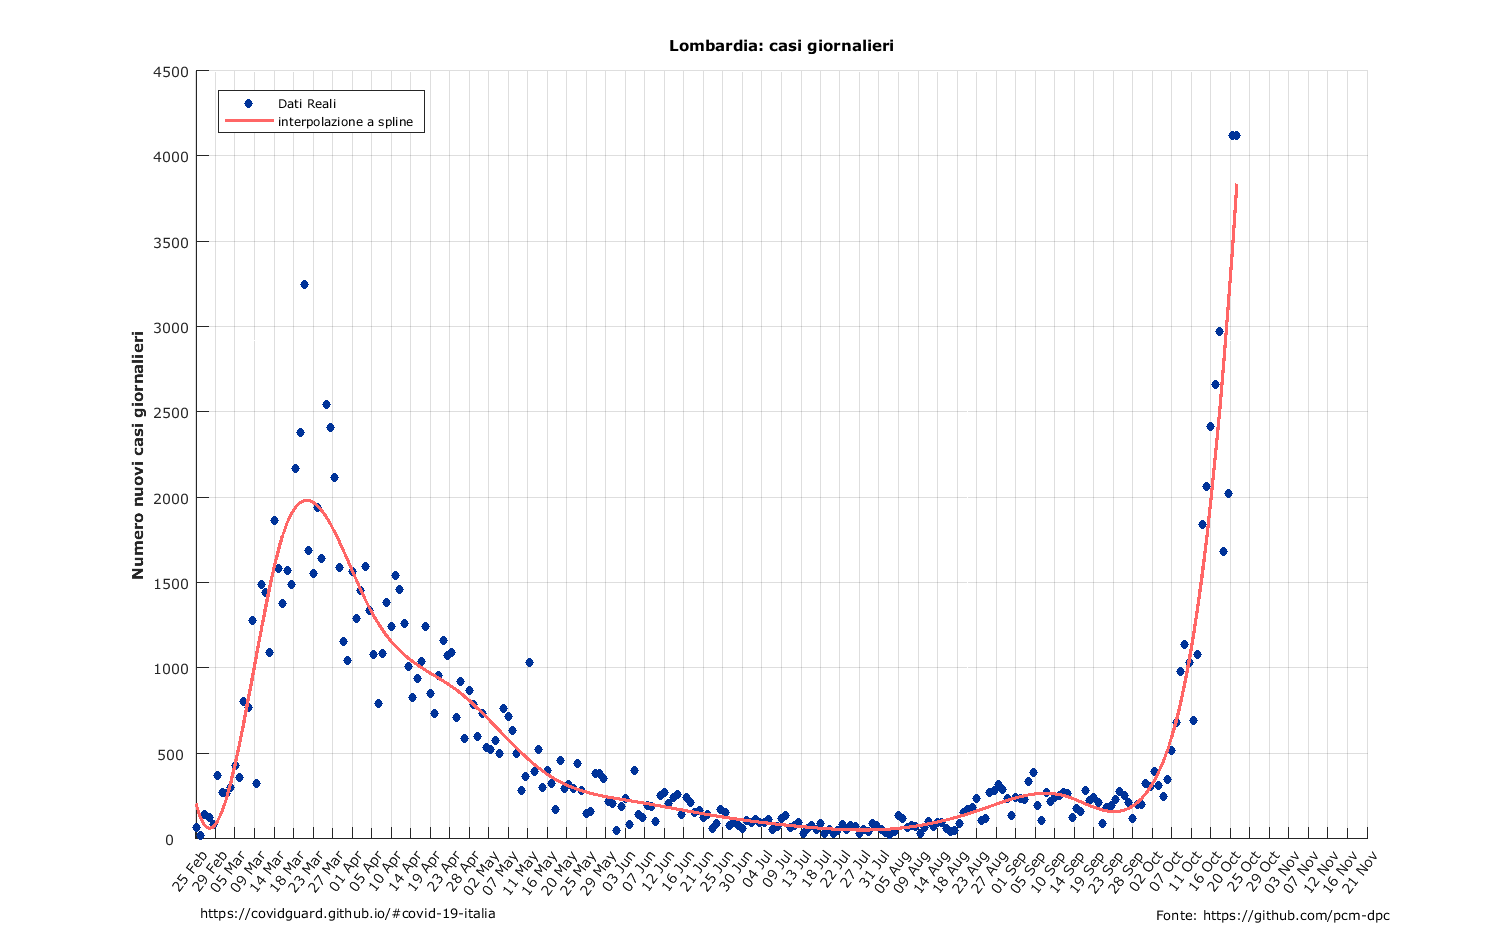 Lombardia: casi giornalieri
4500
4000
3500
3000
2500
2000
1500
1000
500
0
Numero nuovi casi giornalieri
Dati Reali
interpolazione a spline
25 Feb
29 Feb
05 Mar
09 Mar
14 Mar
18 Mar
23 Mar
27 Mar
01 Apr
05 Apr
10 Apr
14 Apr
19 Apr
23 Apr
28 Apr
02 May
07 May
11 May
16 May
20 May
25 May
29 May
03 Jun
07 Jun
12 Jun
16 Jun
21 Jun
25 Jun
30 Jun
04 Jul
09 Jul
13 Jul
18 Jul
22 Jul
27 Jul
31 Jul
05 Aug
09 Aug
14 Aug
18 Aug
23 Aug
27 Aug
01 Sep
05 Sep
10 Sep
14 Sep
19 Sep
23 Sep
28 Sep
02 Oct
07 Oct
11 Oct
16 Oct
20 Oct
25 Oct
29 Oct
03 Nov
07 Nov
12 Nov
16 Nov
21 Nov
https://covidguard.github.io/#covid-19-italia
Fonte: https://github.com/pcm-dpc